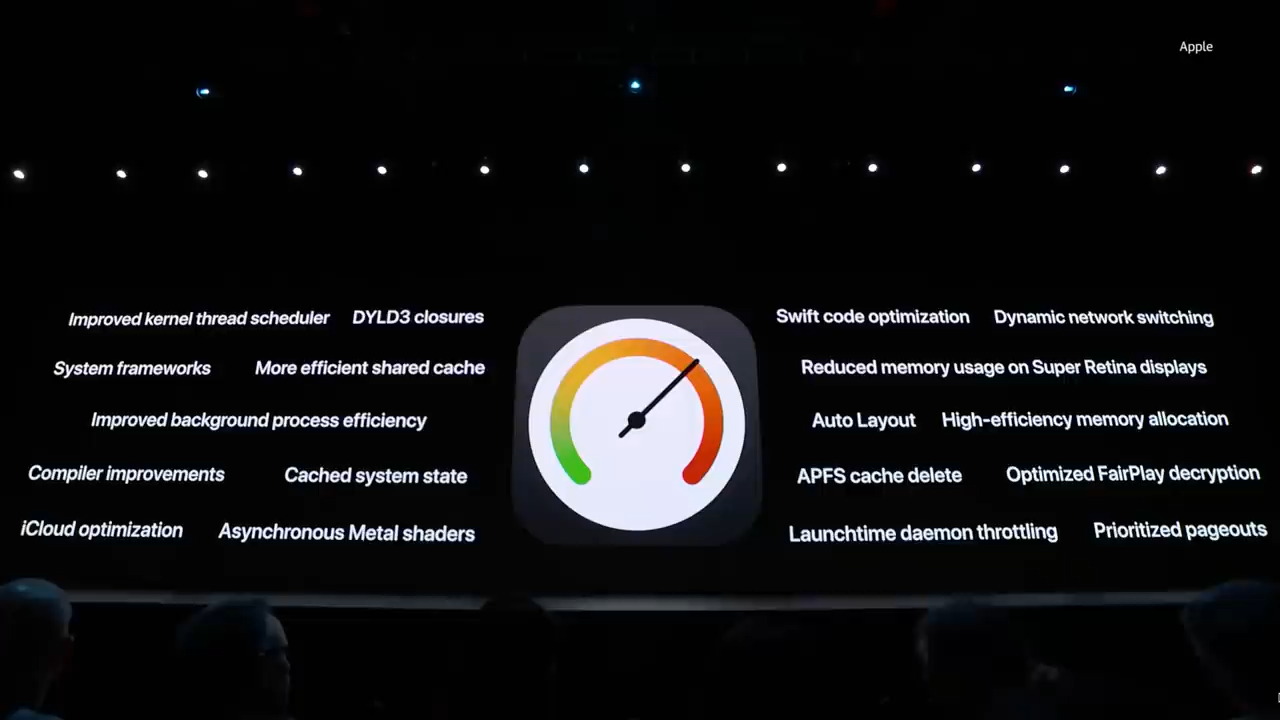 Apple
Improved kernel thread scheduler DYLD3 closures
Swift code optimization Dynamic network switching
System frameworks More efficient shared cache
Reduced memory usage on Super Retina displays
Improved background process efficiency
Auto Layout High-efficiency memory allocation
Compiler improvements Cached system state
APFS cache delete Optimized FairPlay decryption
iCloud optimization Asynchronous Metal shaders
Launchtime daemon throttling Prioritized pageouts